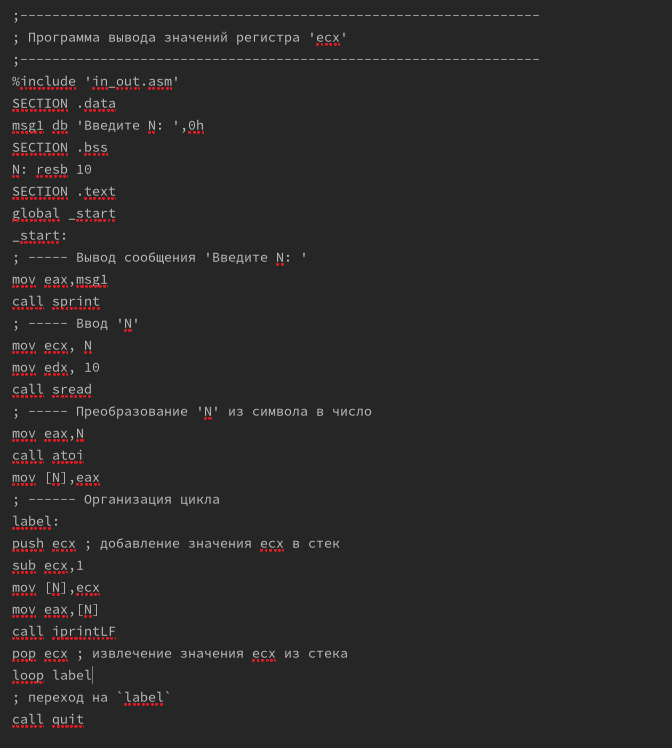 ;-----------------------------------------------------------------
; Программа вывода значений регистра 'ecx'
;-----------------------------------------------------------------
%include 'in_out.asm'
SECTION .data
msg1 db 'Введите N: ',0h
SECTION .bss
N: resb 10
SECTION .text
global _start
_start:
; ----- Вывод сообщения 'Введите N: '
mov eax,msg1
call sprint
; ----- Ввод 'N'
mov ecx, N
mov edx, 10
call sread
; ----- Преобразование 'N' из символа в число
mov eax,N
call atoi
mov [N],eax
; ------ Организация цикла
label:
push ecx ; добавление значения ecx в стек
sub ecx,1
mov [N],ecx
mov eax,[N]
call iprintLF
pop ecx ; извлечение значения ecx из стека
loop label
; переход на `label`
call quit